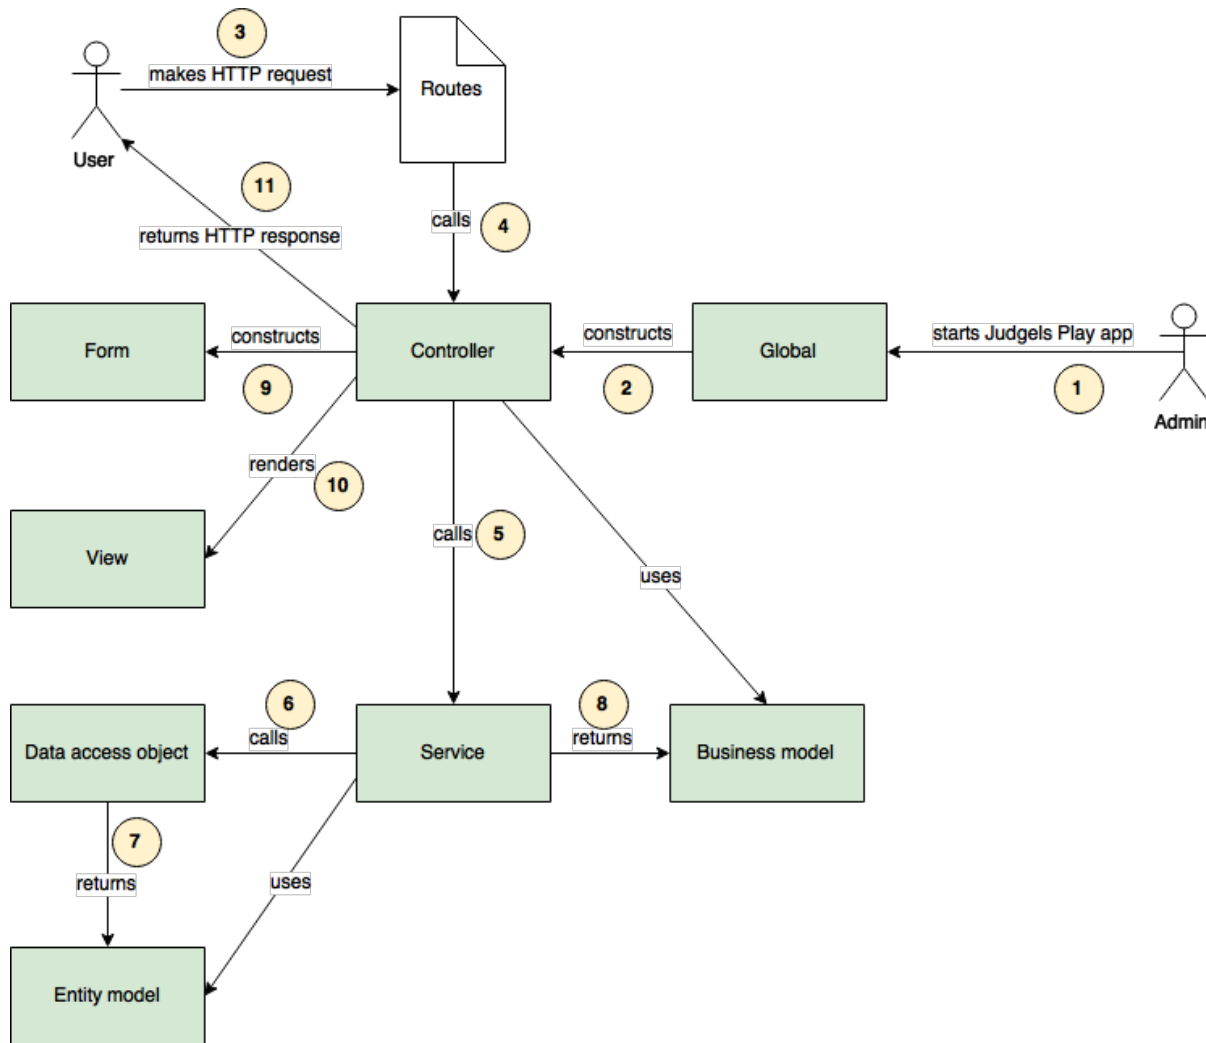 3
makes HTTP request
Routes
User
11
returns HTTP response
calls
4
Form
constructs
9
Controller
constructs
2
Global
starts Judgels Play app
1
Admin
renders
10
View
calls
5
uses
6
calls
8
returns
Data access object
Service
Business model
7
returns
uses
Entity model